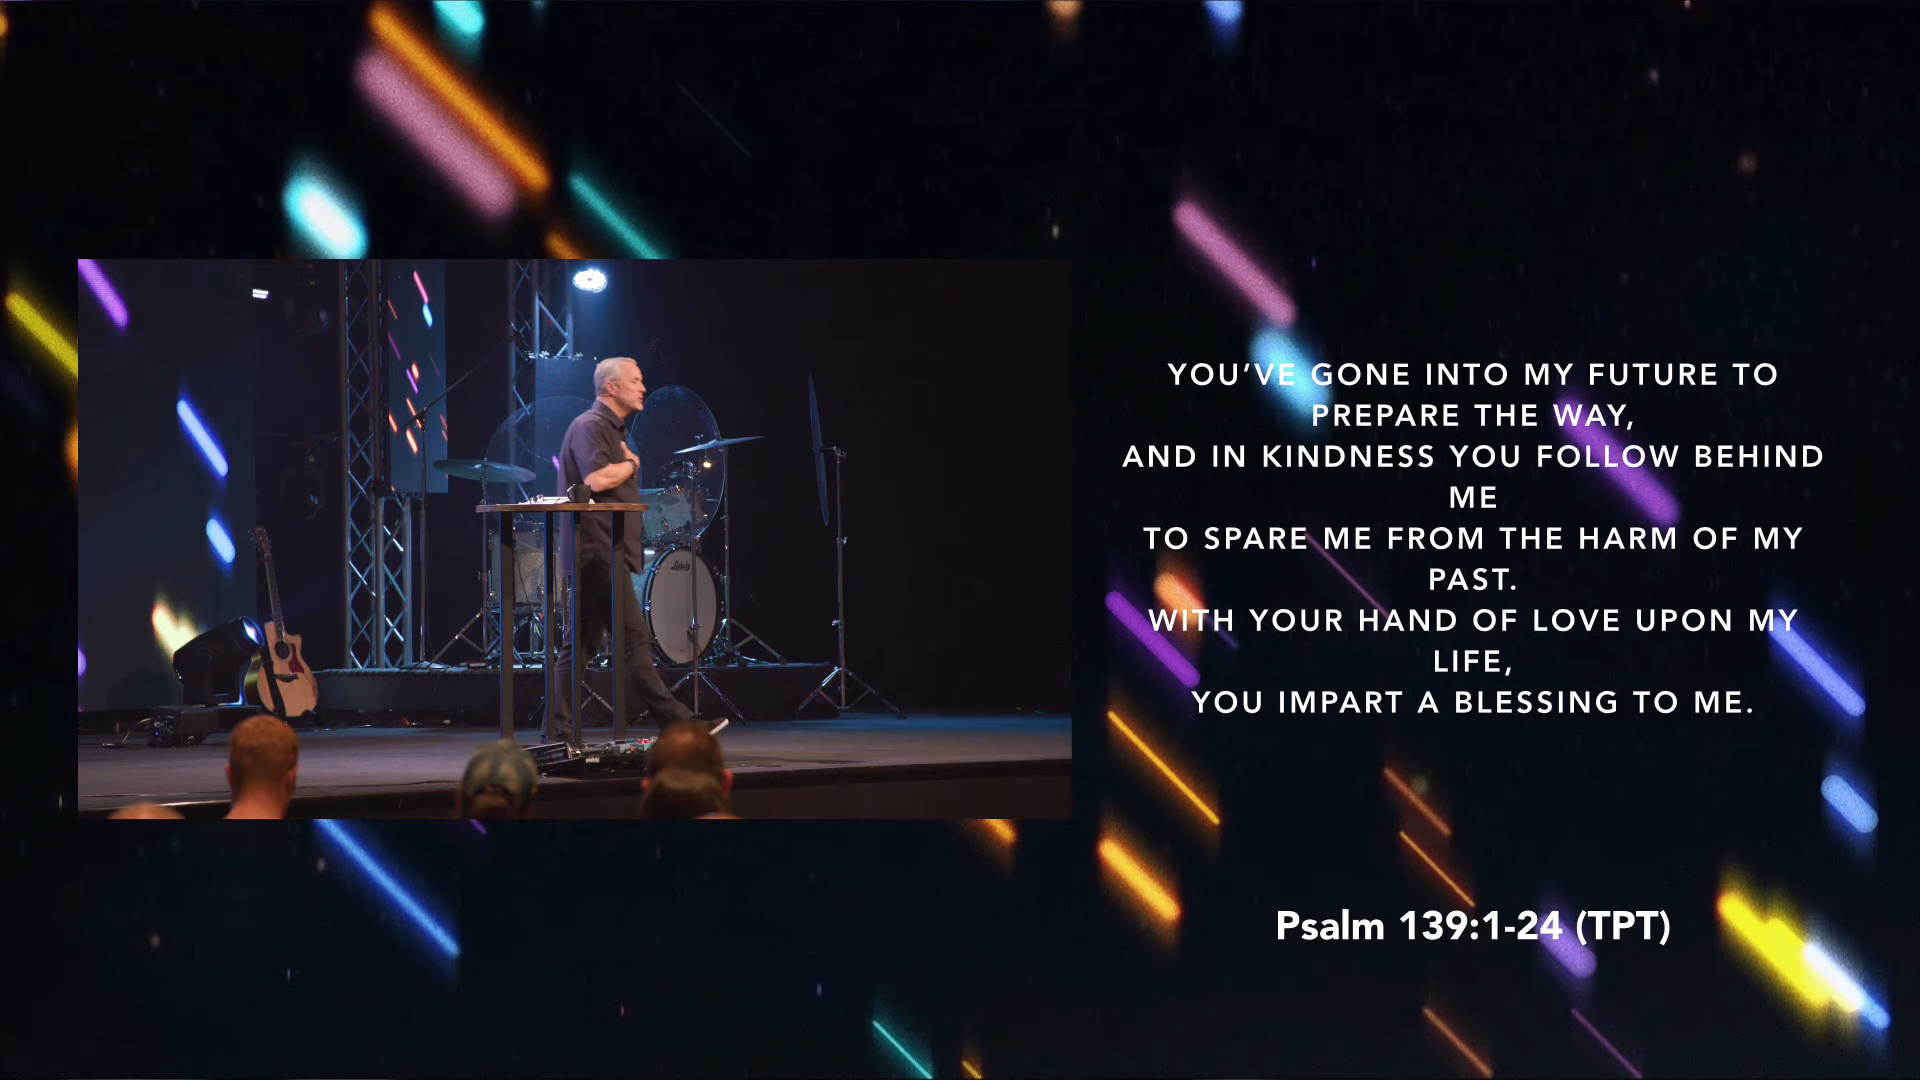 YOU’VE GONE INTO MY FUTURE TO
PREPARE THE WAY,
AND IN KINDNESS YOU FOLLOW BEHIND
ME
TO SPARE ME FROM THE HARM OF MY
PAST.
WITH YOUR HAND OF LOVE UPON MY
LIFE,
YOU IMPART A BLESSING TO ME.
Psalm 139:1-24 (TPT)
Ludwig